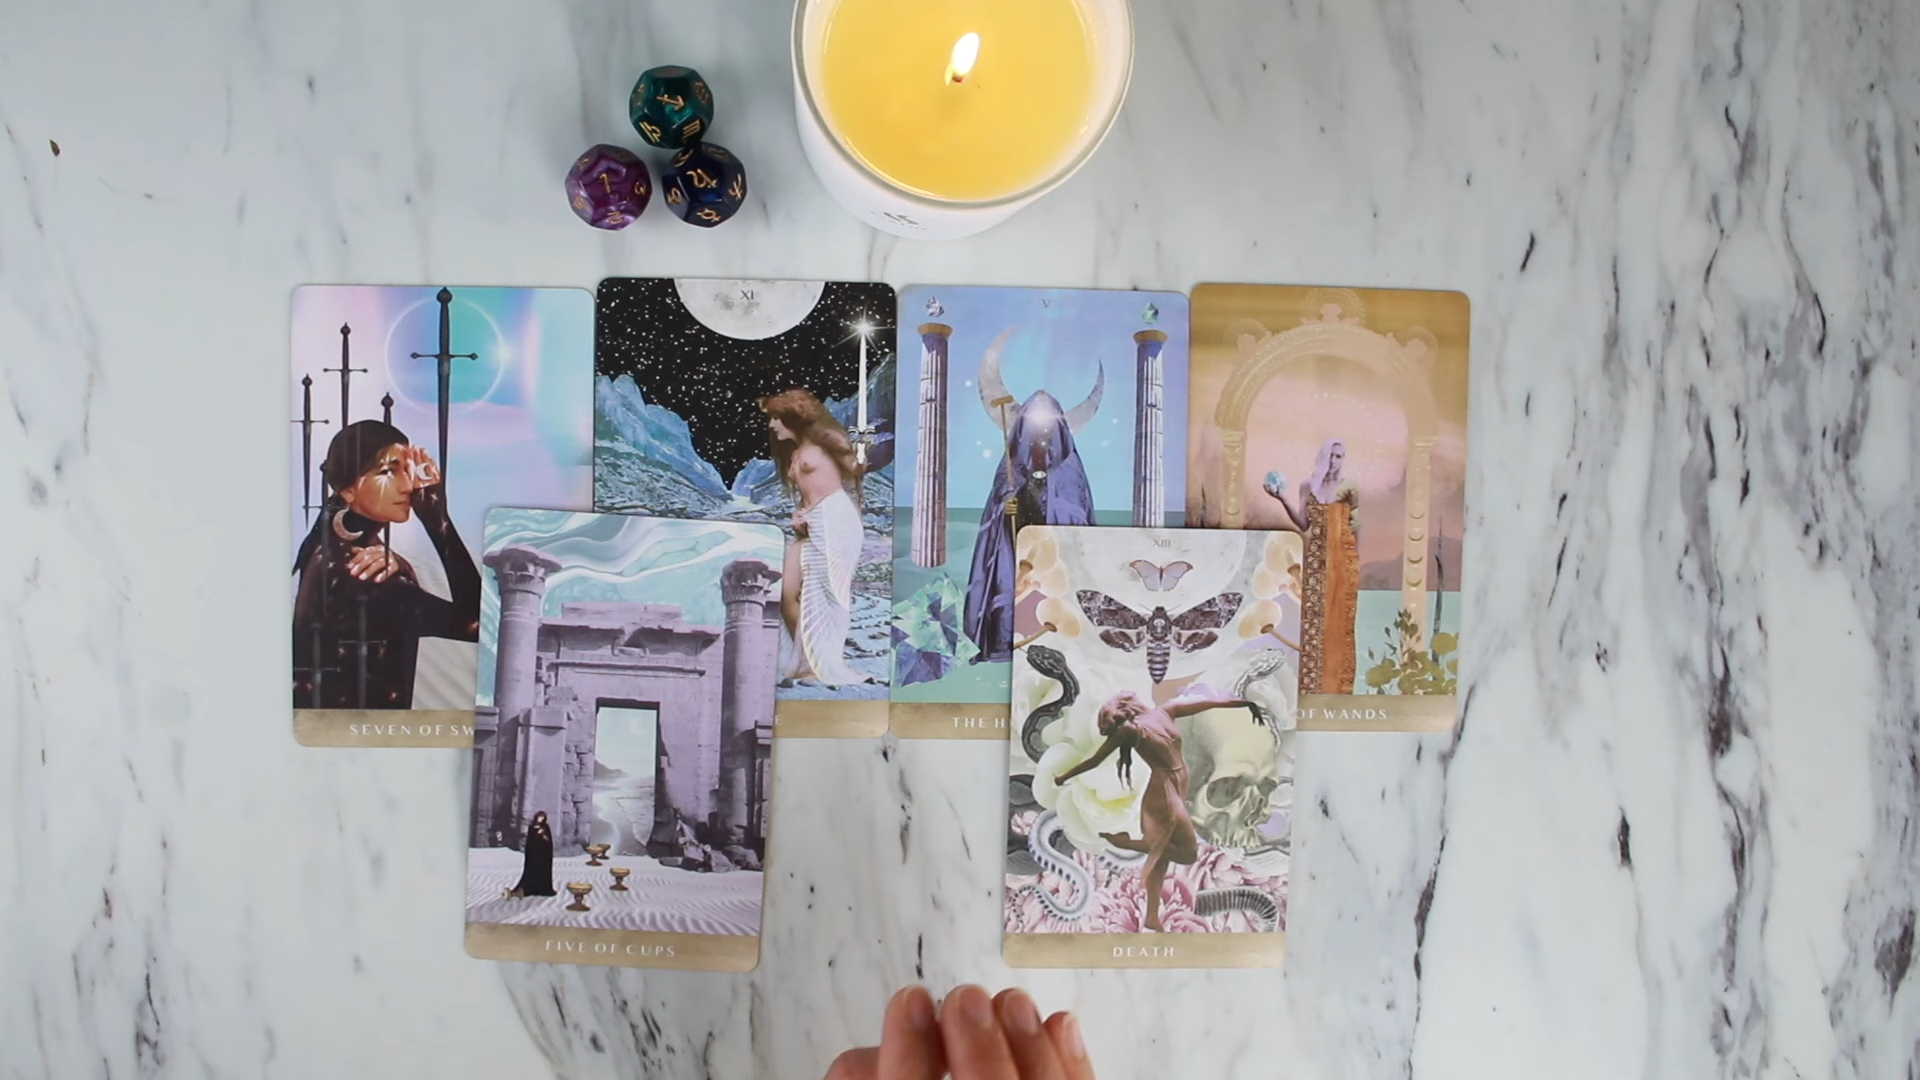 XI
V
SEVEN OF SW
E
THE H
OF WANDS
XIII
FIVE OF CUPS
DEATH